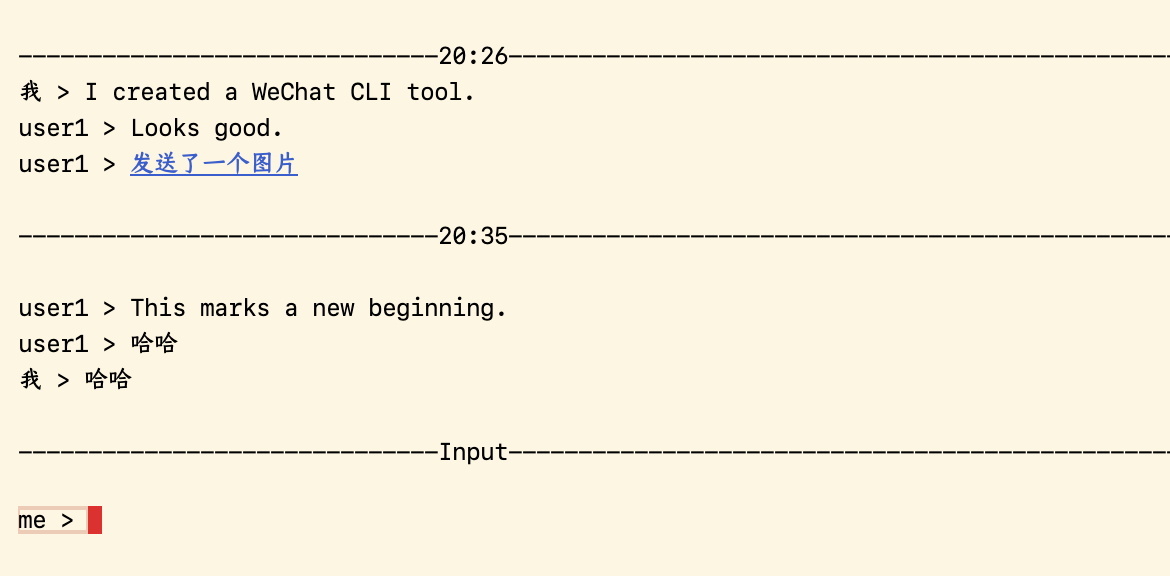 ————————————————————20:26————————————————————
我 > I created a WeChat CLI tool.
user1 > Looks good.
user1 > 发送了一个图片
————————————————————20:35————————————————————
user1 > This marks a new beginning.
user1 > 哈哈
我 > 哈哈
————————————————————Input————————————————————
me >